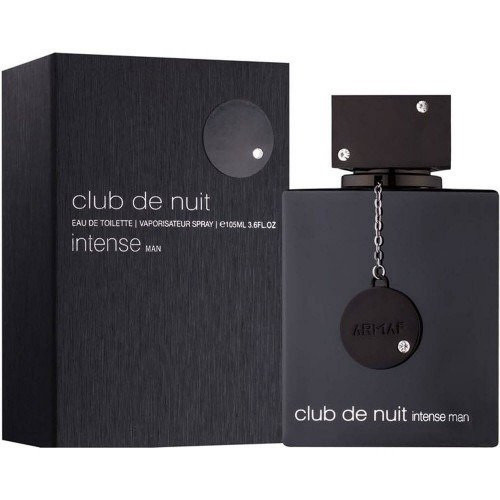 club de nuit
EAU DE TOILETTE | VAPORISATEUR SPRAY | ℮105ML 3.6FL.OZ
intense MAN
ARMAF
club de nuit intense man